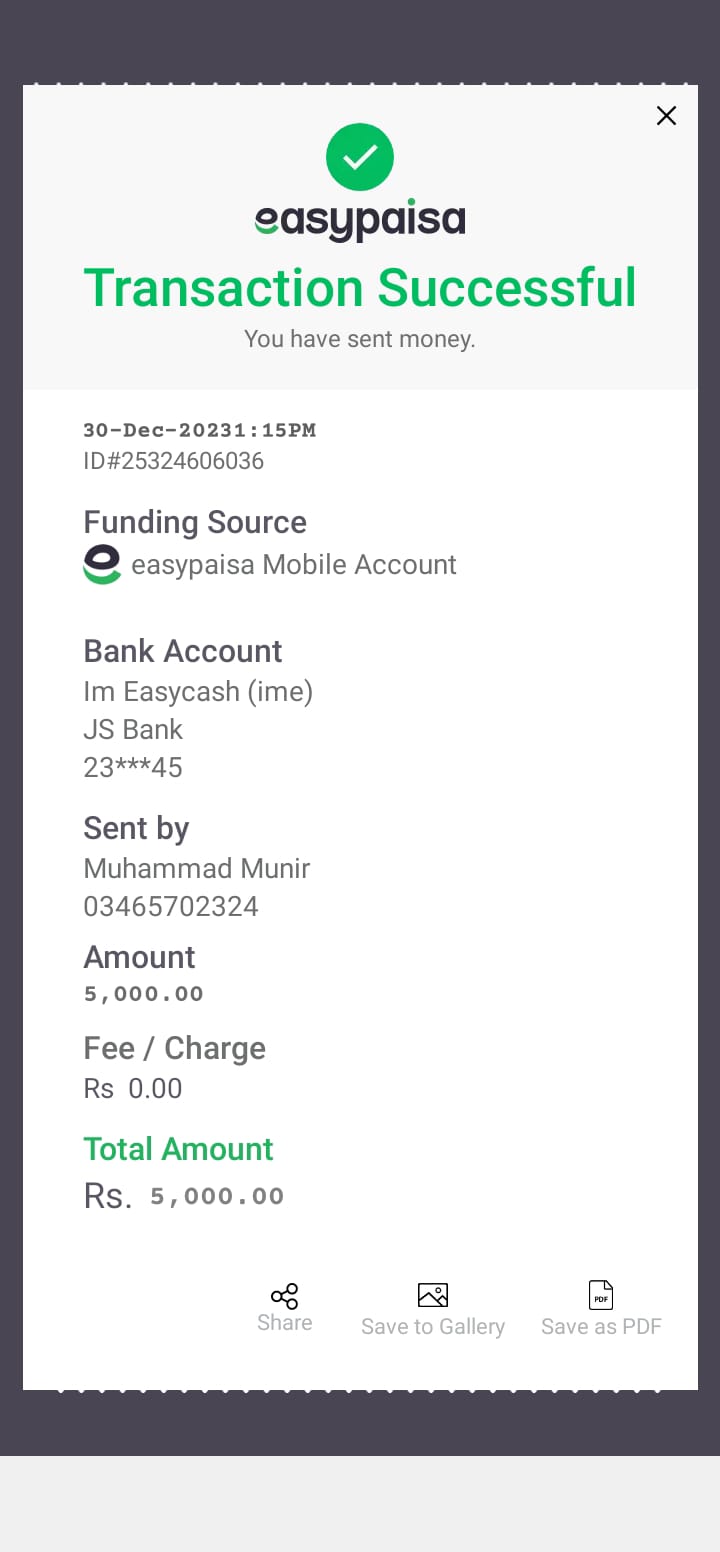 easypaisa
Transaction Successful
You have sent money.
30-Dec-20231:15PM
ID#25324606036
Funding Source
easypaisa Mobile Account
Bank Account
Im Easycash (ime)
JS Bank
23***45
Sent by
Muhammad Munir
03465702324
Amount
5,000.00
Fee / Charge
Rs 0.00
Total Amount
Rs. 5,000.00
PDF
Share
Save to Gallery
Save as PDF